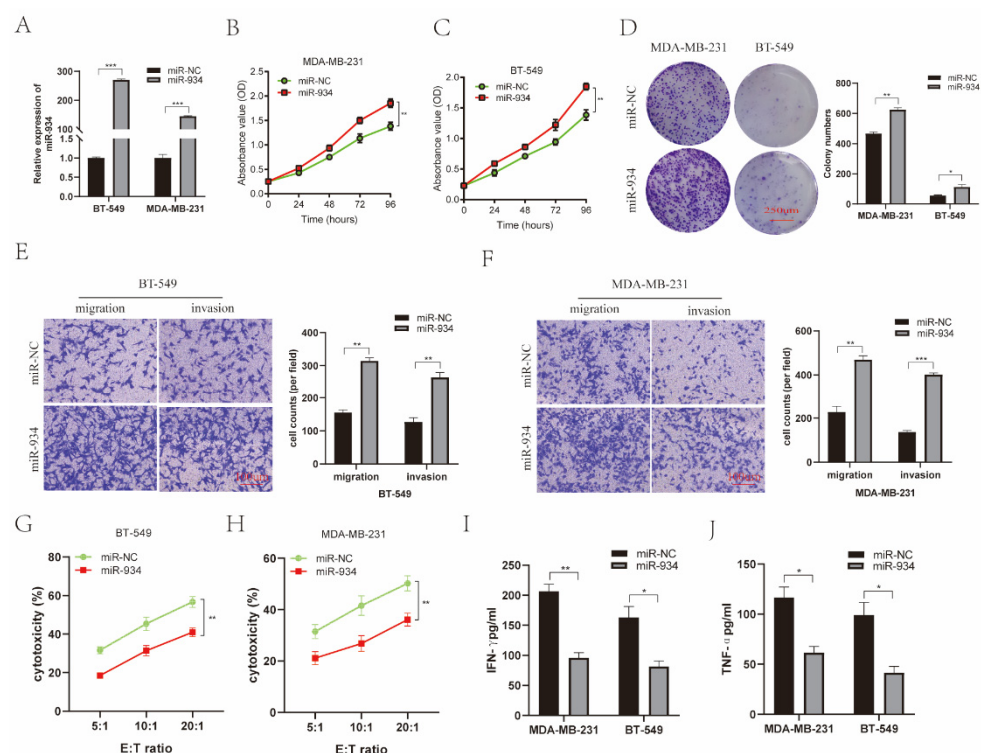 A
Relative expression of
miR-934
300
200
100
1.0
0.5
0.0
***
***
miR-NC
miR-934
BT-549
MDA-MB-231
B
MDA-MB-231
Absorbance value (OD)
2.5
2.0
1.5
1.0
0.5
0.0
miR-NC
miR-934
**
0
24
48
72
96
Time (hours)
C
BT-549
Absorbance value (OD)
2.0
1.5
1.0
0.5
0.0
miR-NC
miR-934
**
0
24
48
72
96
Time (hours)
D
MDA-MB-231
BT-549
miR-NC
miR-934
250μm
Colony numbers
800
600
400
200
0
**
*
miR-NC
miR-934
MDA-MB-231
BT-549
E
BT-549
migration
invasion
miR-NC
miR-934
cell counts (per field)
400
300
200
100
0
**
**
miR-NC
miR-934
migration
invasion
BT-549
F
MDA-MB-231
migration
invasion
miR-NC
miR-934
cell counts (per field)
600
400
200
0
**
***
miR-NC
miR-934
migration
invasion
MDA-MB-231
G
BT-549
cytotoxicity (%)
80
60
40
20
0
miR-NC
miR-934
**
5:1
10:1
20:1
E:T ratio
H
MDA-MB-231
cytotoxicity (%)
60
40
20
0
miR-NC
miR-934
**
5:1
10:1
20:1
E:T ratio
I
IFN-γpg/ml
250
200
150
100
50
0
**
*
miR-NC
miR-934
MDA-MB-231
BT-549
J
TNF-αpg/ml
150
100
50
0
*
*
miR-NC
miR-934
MDA-MB-231
BT-549